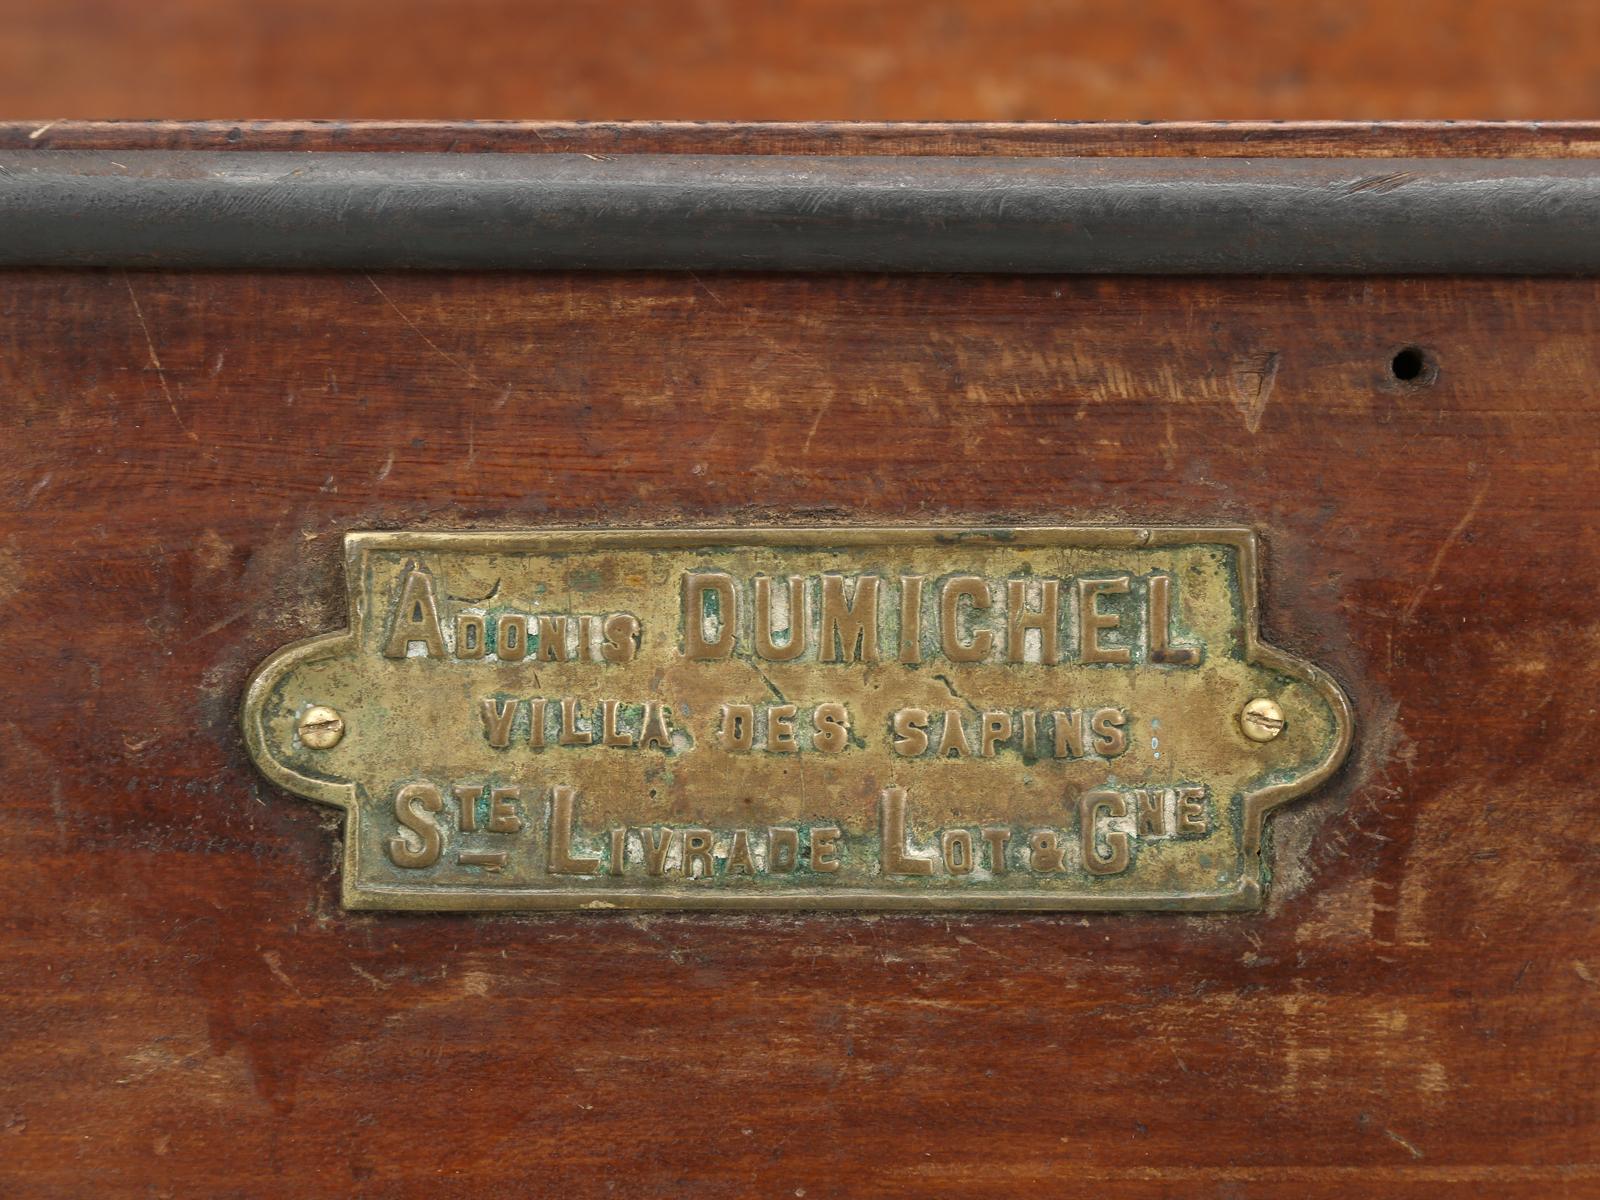 ADONIS DUMICHEL
VILLA DES SAPINS
STE LIVRADE LOT & GNE